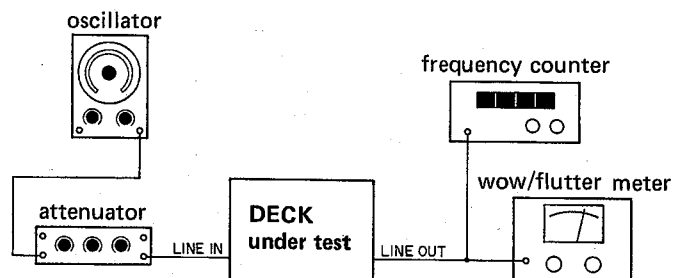 oscillator
frequency counter
wow/flutter meter
attenuator
LINE IN
DECK
under test
LINE OUT